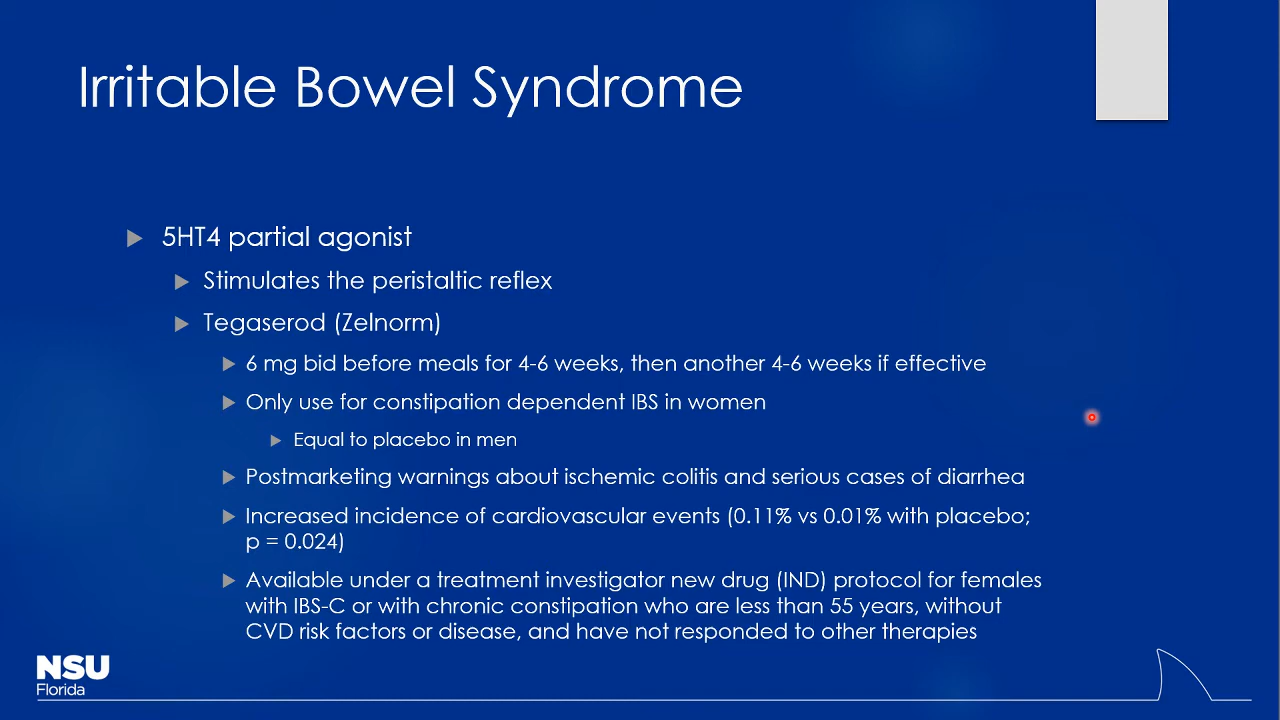 Irritable Bowel Syndrome
5HT4 partial agonist
Stimulates the peristaltic reflex
Tegaserod (Zelnorm)
6 mg bid before meals for 4-6 weeks, then another 4-6 weeks if effective
Only use for constipation dependent IBS in women
Equal to placebo in men
Postmarketing warnings about ischemic colitis and serious cases of diarrhea
Increased incidence of cardiovascular events (0.11% vs 0.01% with placebo;
p = 0.024)
Available under a treatment investigator new drug (IND) protocol for females
with IBS-C or with chronic constipation who are less than 55 years, without
CVD risk factors or disease, and have not responded to other therapies
NSU
Florida